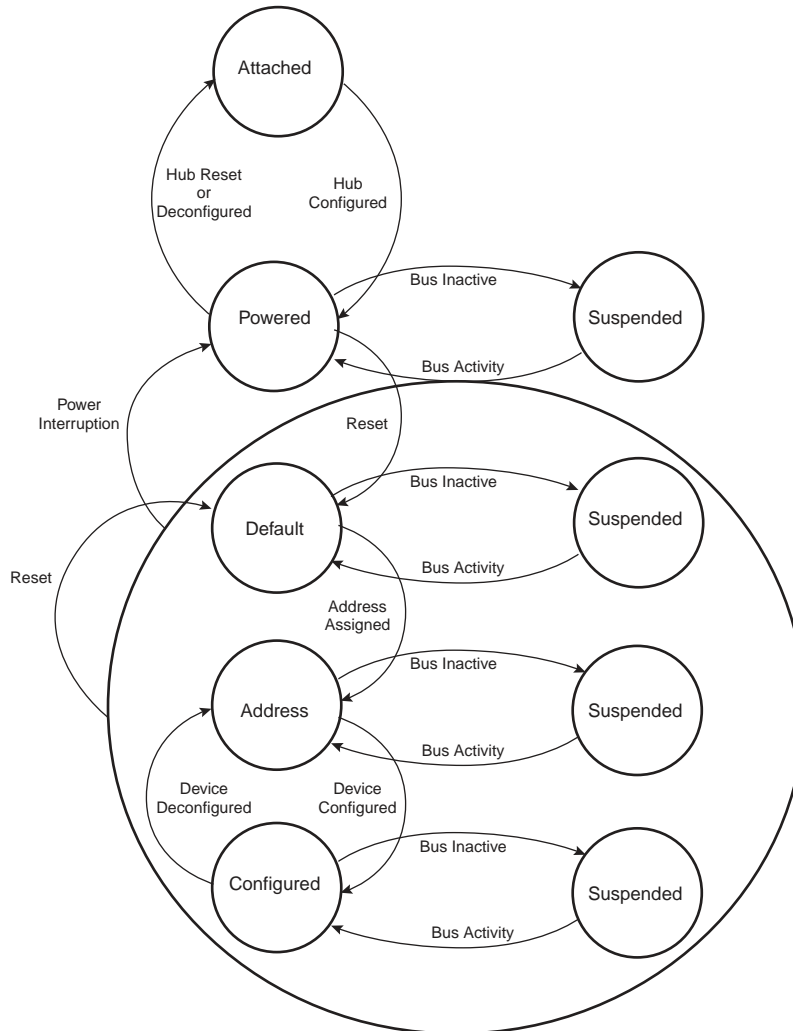 Attached
Hub Reset
or
Deconfigured
Hub
Configured
Bus Inactive
Powered
Suspended
Bus Activity
Power
Interruption
Reset
Bus Inactive
Default
Suspended
Bus Activity
Reset
Address
Assigned
Bus Inactive
Address
Suspended
Bus Activity
Device
Deconfigured
Device
Configured
Bus Inactive
Configured
Suspended
Bus Activity